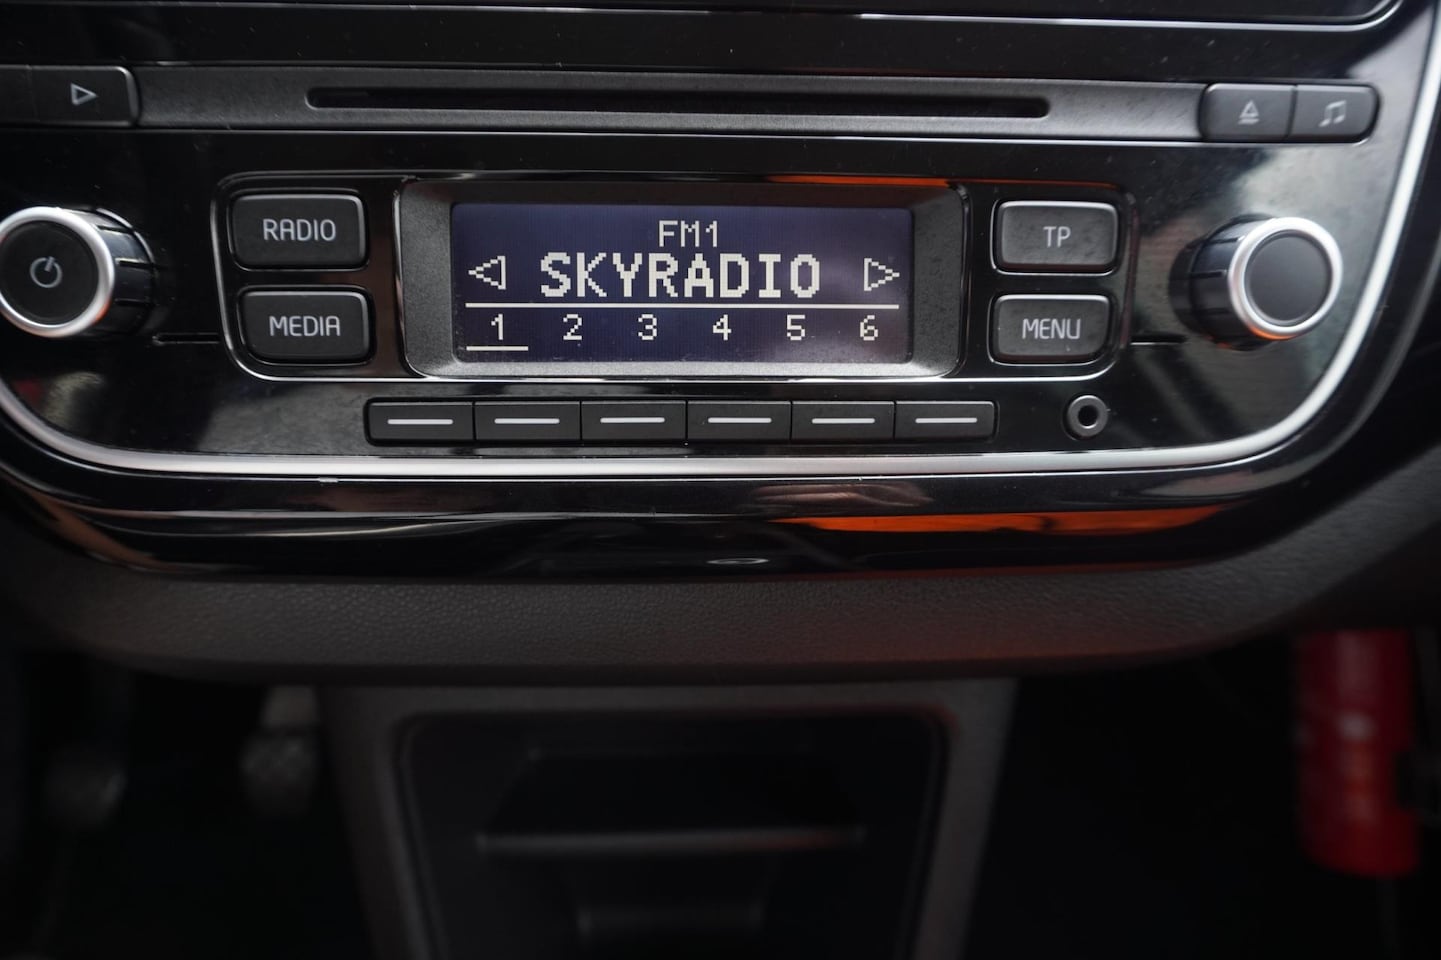 FM1
RADIO
SKYRADIO
TP
MEDIA
1 2 3 4 5 6
MENU